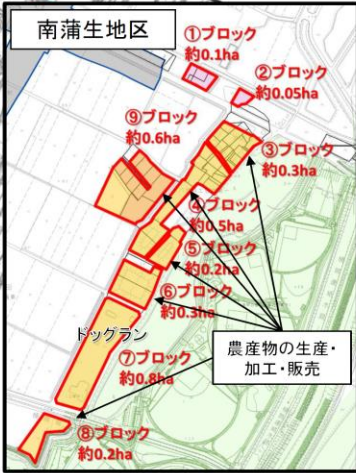 南蒲生地区
①ブロック
約0.1ha
②ブロック
約0.05ha
⑨ブロック
約0.6ha
③ブロック
約0.3ha
④ブロック
約0.5ha
⑤ブロック
約0.2ha
⑥ブロック
約0.3ha
ドッグラン
農産物の生産・
加工・販売
⑦ブロック
約0.8ha
⑧ブロック
約0.2ha